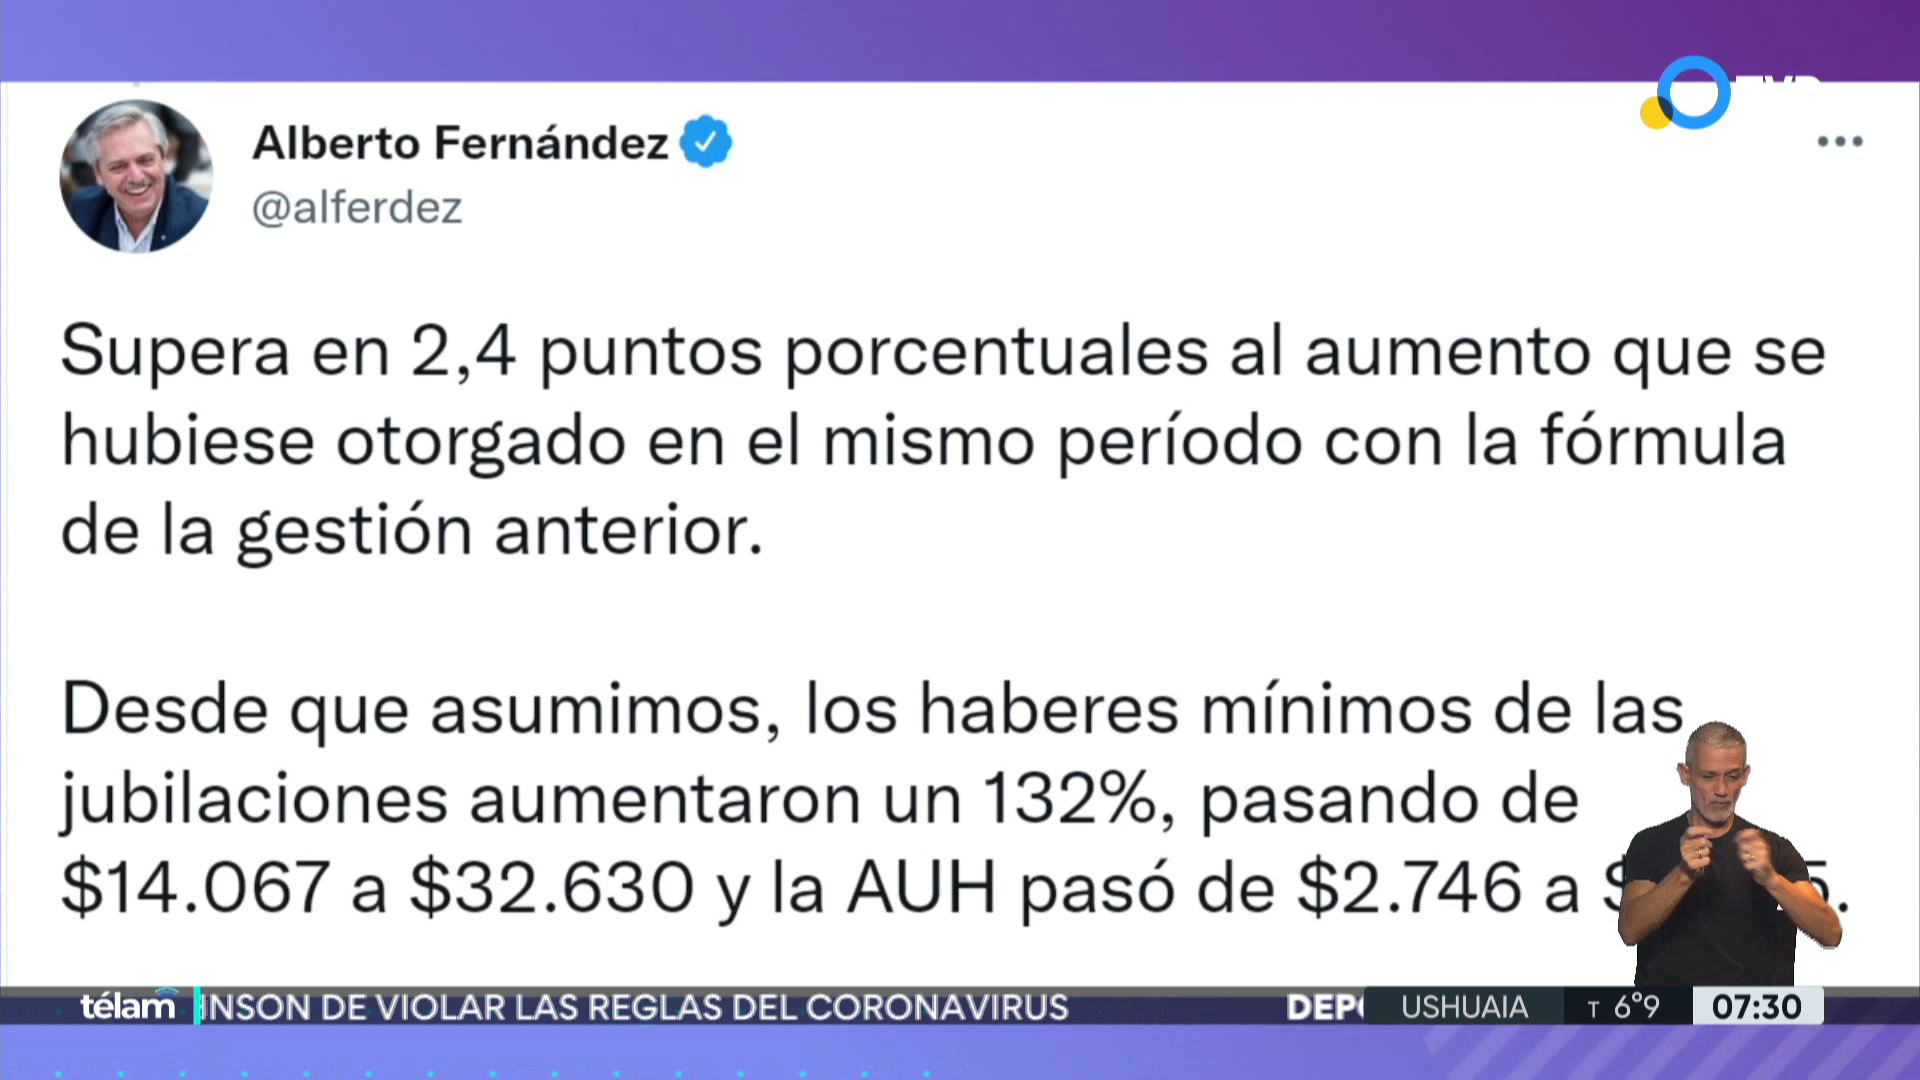 Alberto Fernández
@alferdez
Supera en 2,4 puntos porcentuales al aumento que se
hubiese otorgado en el mismo período con la fórmula
de la gestión anterior.
Desde que asumimos, los haberes mínimos de las
jubilaciones aumentaron un 132%, pasando de
$14.067 a $32.630 y la AUH pasó de $2.746 a
télam
DE VIOLAR LAS REGLAS DEL CORONAVIRUS
USHUAIA T 6°9 07:30